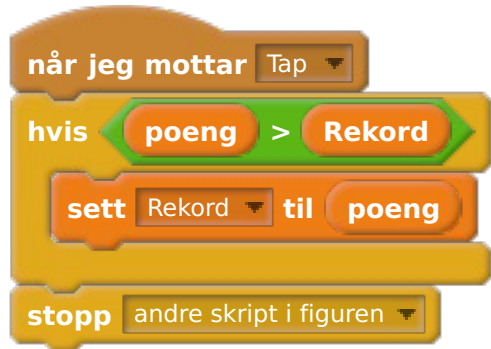 når jeg mottar Tap
hvis poeng > Rekord
sett Rekord til poeng
stopp andre skript i figuren